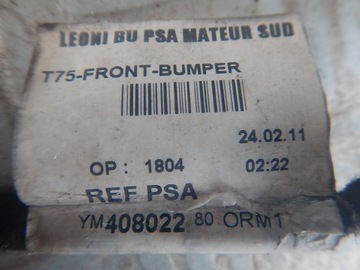 LEONI BU PSA MATEUR SUD
T75-FRONT-BUMPER
24.02.11
OP : 1804 02:22
REF PSA
YM408022 80 ORM1